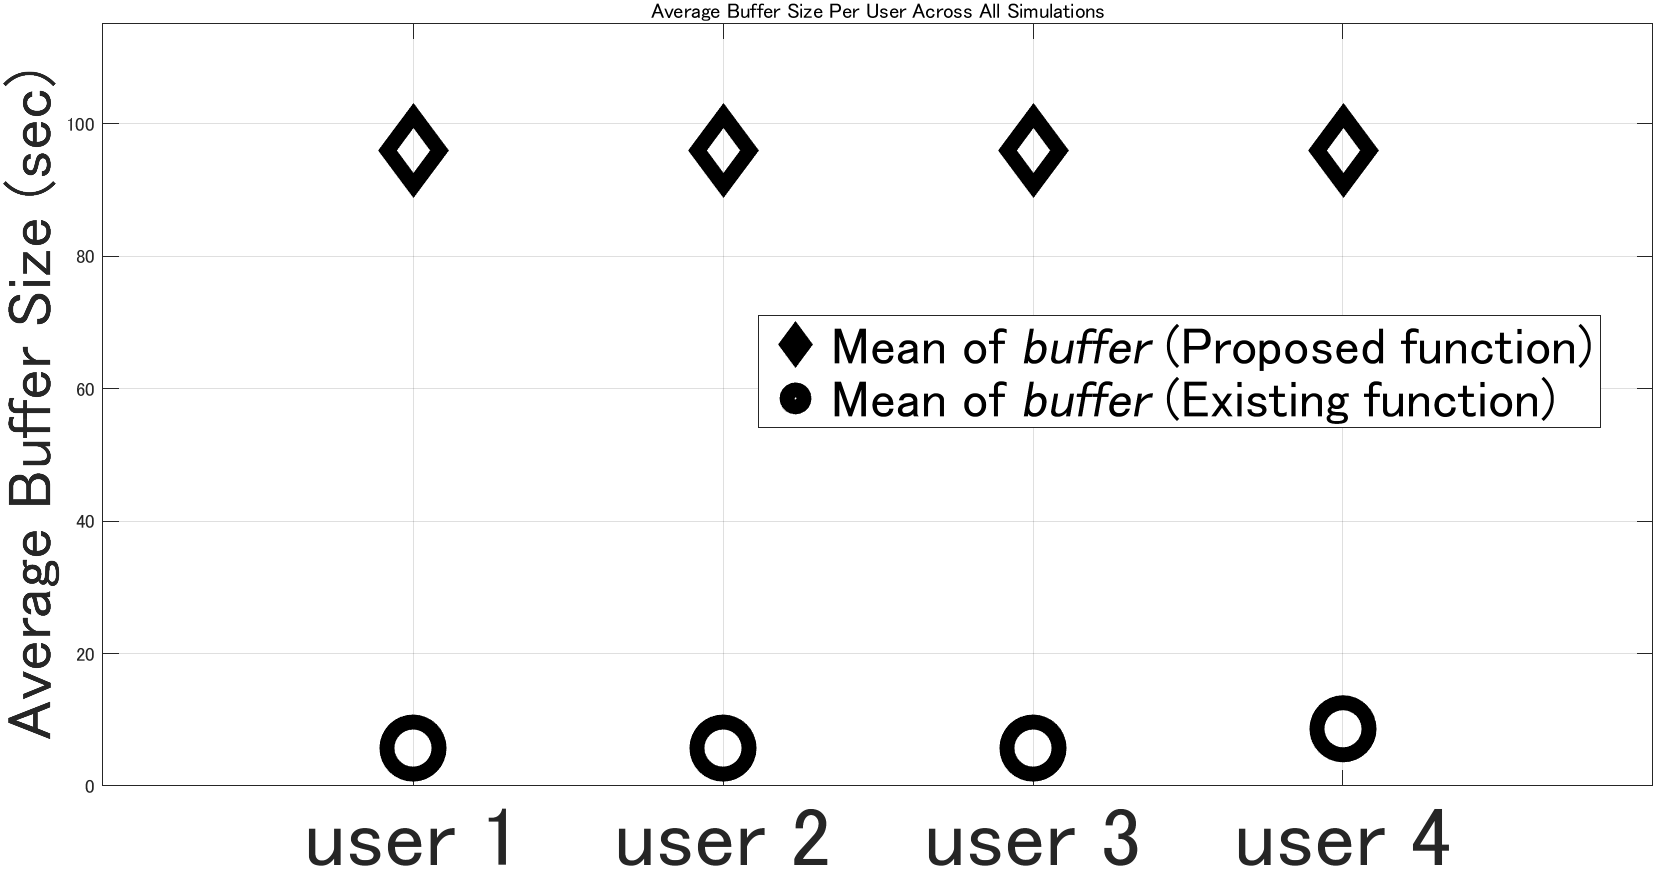 Average Buffer Size Per User Across All Simulations
Average Buffer Size (sec)
100
80
60
40
20
0
Mean of buffer (Proposed function)
Mean of buffer (Existing function)
user 1
user 2
user 3
user 4